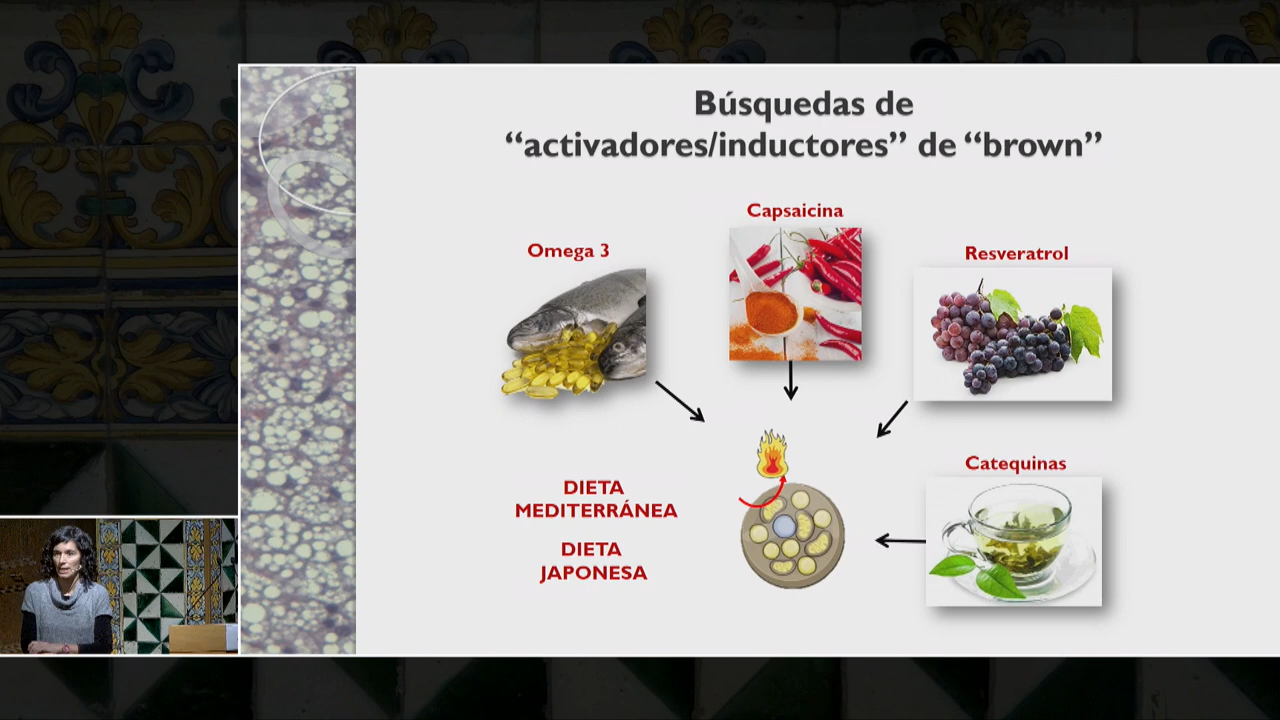 Búsquedas de
“activadores/inductores” de “brown”
Capsaicina
Omega 3
Resveratrol
Catequinas
DIETA
MEDITERRÁNEA
DIETA
JAPONESA